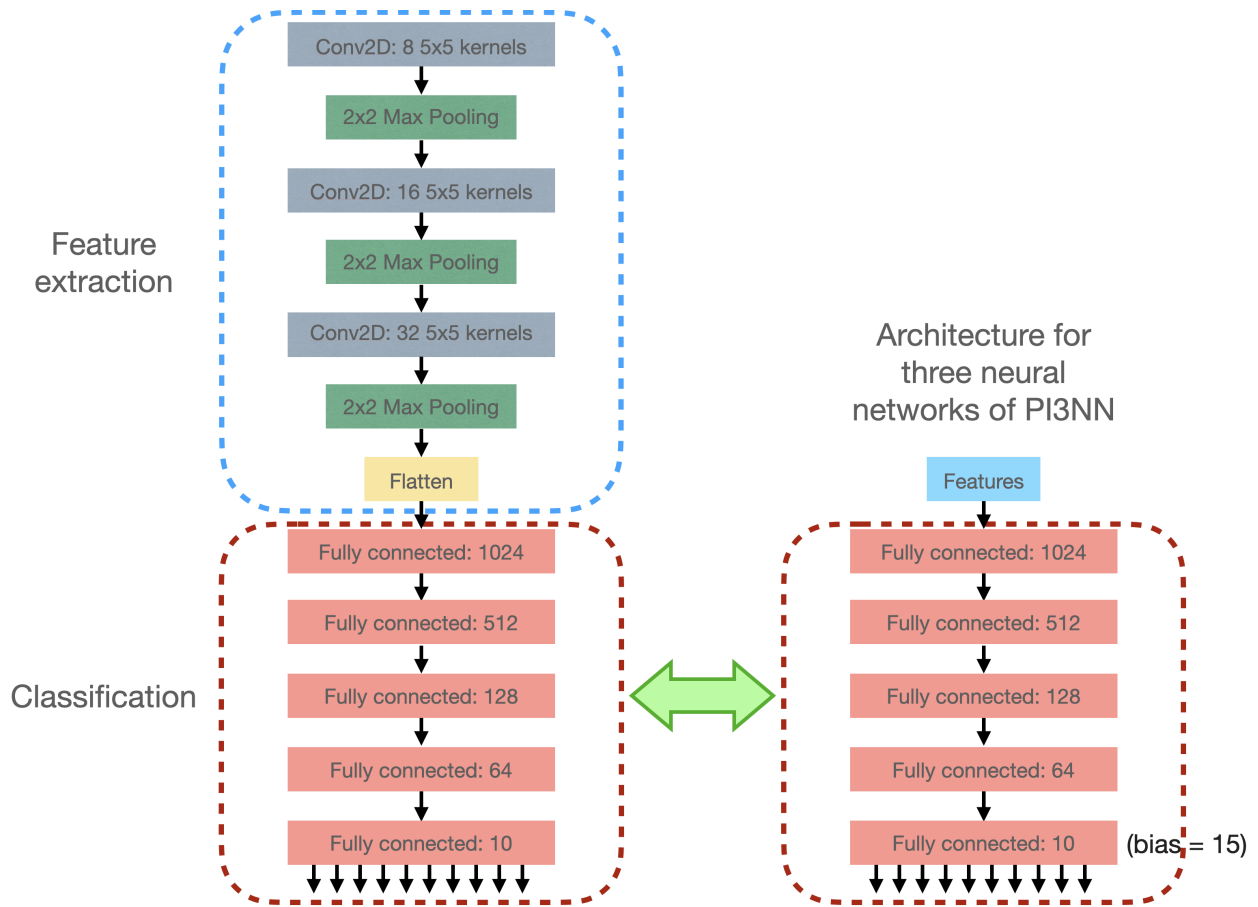 Conv2D: 8 5x5 kernels
2x2 Max Pooling
Conv2D: 16 5x5 kernels
2x2 Max Pooling
Conv2D: 32 5x5 kernels
2x2 Max Pooling
Flatten
Feature
extraction
Fully connected: 1024
Fully connected: 512
Fully connected: 128
Fully connected: 64
Fully connected: 10
Classification
Architecture for
three neural
networks of PI3NN
Features
Fully connected: 1024
Fully connected: 512
Fully connected: 128
Fully connected: 64
Fully connected: 10
(bias = 15)